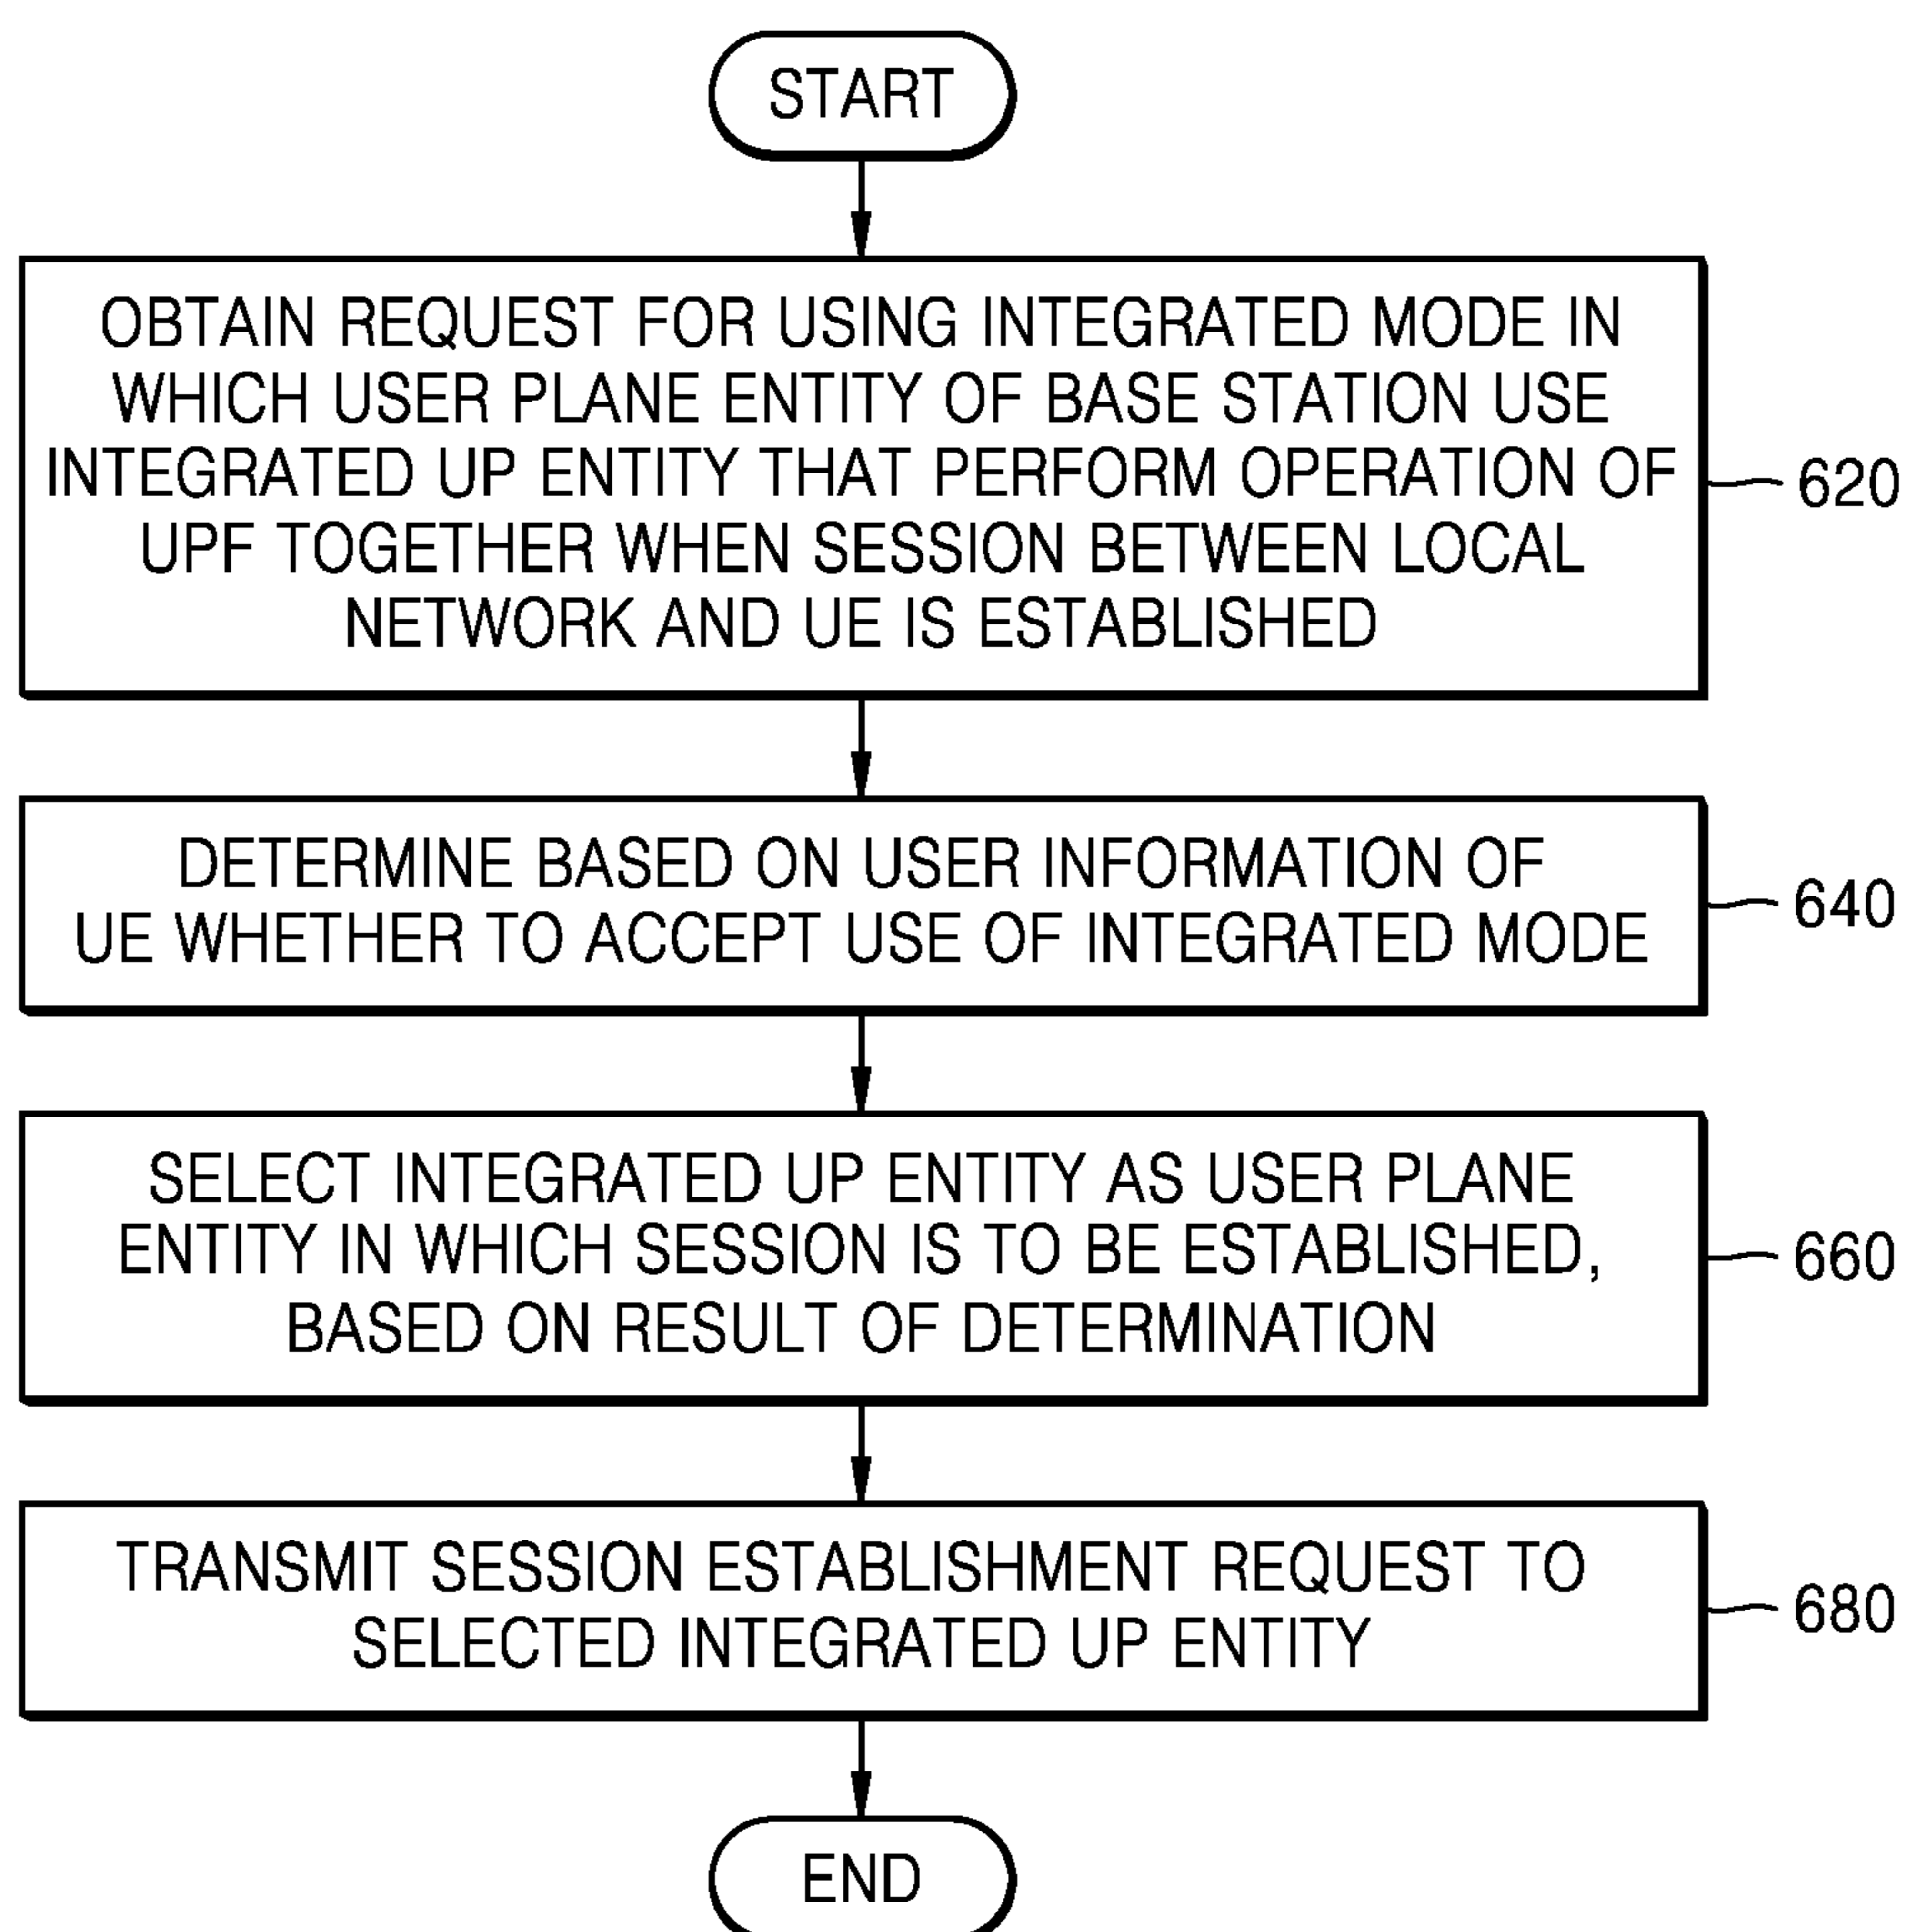 START
OBTAIN REQUEST FOR USING INTEGRATED MODE IN
WHICH USER PLANE ENTITY OF BASE STATION USE
INTEGRATED UP ENTITY THAT PERFORM OPERATION OF
UPF TOGETHER WHEN SESSION BETWEEN LOCAL
NETWORK AND UE IS ESTABLISHED
620
DETERMINE BASED ON USER INFORMATION OF
UE WHETHER TO ACCEPT USE OF INTEGRATED MODE
640
SELECT INTEGRATED UP ENTITY AS USER PLANE
ENTITY IN WHICH SESSION IS TO BE ESTABLISHED,
BASED ON RESULT OF DETERMINATION
660
TRANSMIT SESSION ESTABLISHMENT REQUEST TO
SELECTED INTEGRATED UP ENTITY
680
END